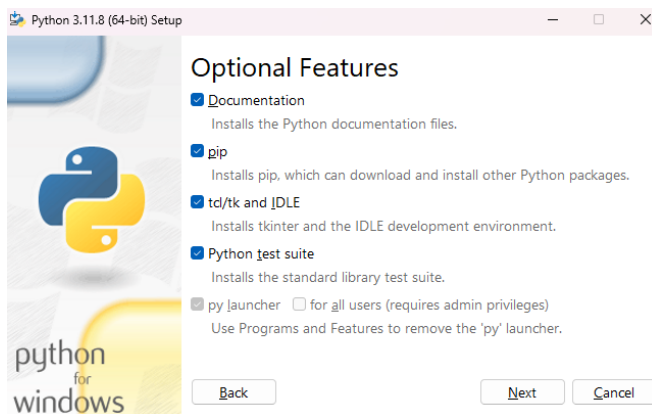 Python 3.11.8 (64-bit) Setup
Optional Features
Documentation
Installs the Python documentation files.
pip
Installs pip, which can download and install other Python packages.
tcl/tk and IDLE
Installs tkinter and the IDLE development environment.
Python test suite
Installs the standard library test suite.
py launcher for all users (requires admin privileges)
Use Programs and Features to remove the 'py' launcher.
python
for
windows
Back Next Cancel